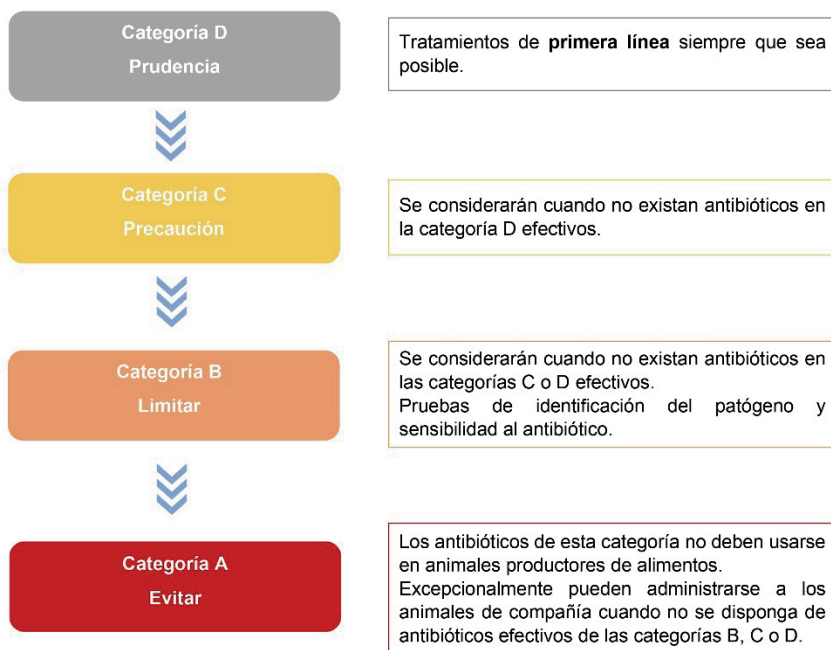 Categoría D
Prudencia
Tratamientos de primera línea siempre que sea
posible.
Categoría C
Precaución
Se considerarán cuando no existan antibióticos en
la categoría D efectivos.
Categoría B
Limitar
Se considerarán cuando no existan antibióticos en
las categorías C o D efectivos.
Pruebas de identificación del patógeno y
sensibilidad al antibiótico.
Categoría A
Evitar
Los antibióticos de esta categoría no deben usarse
en animales productores de alimentos.
Excepcionalmente pueden administrarse a los
animales de compañía cuando no se disponga de
antibióticos efectivos de las categorías B, C o D.